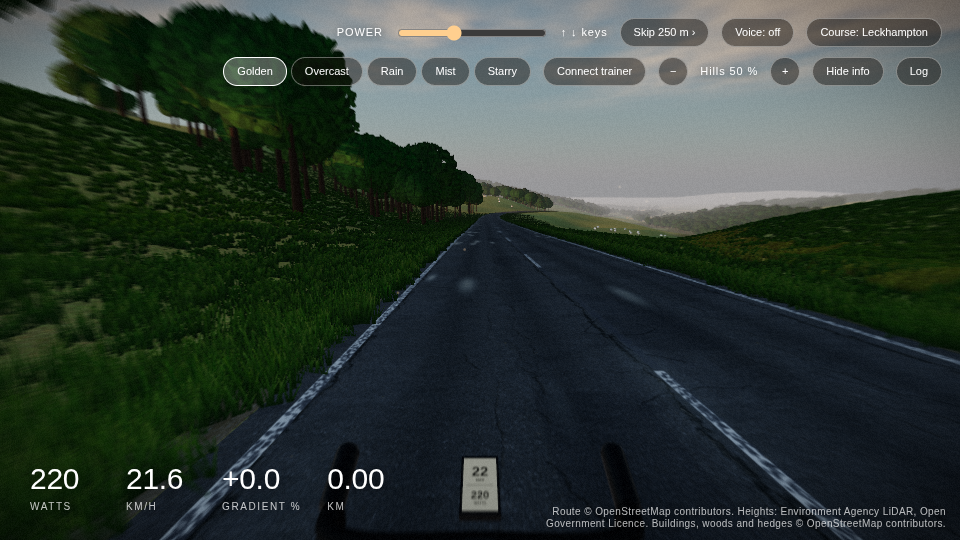 POWER ↑ ↓ keys Skip 250 m › Voice: off Course: Leckhampton
Golden Overcast Rain Mist Starry Connect trainer − Hills 50 % + Hide info Log
22
220
220 21.6 +0.0 0.00
WATTS KM/H GRADIENT % KM
Route © OpenStreetMap contributors. Heights: Environment Agency LiDAR, Open
Government Licence. Buildings, woods and hedges © OpenStreetMap contributors.